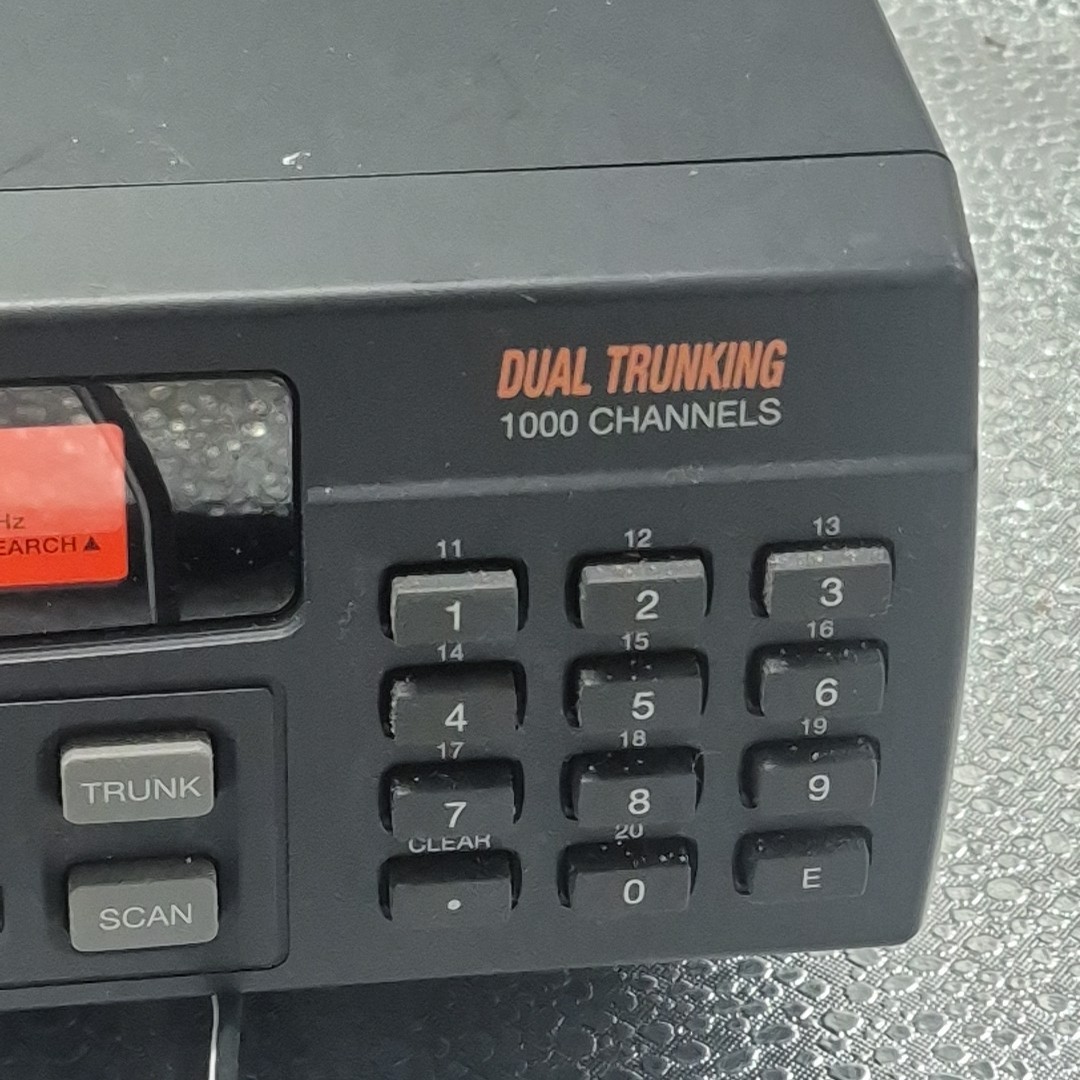 DUAL TRUNKING
1000 CHANNELS
Hz
EARCH ▲
11 12 13
1 2 3
14 15 16
4 5 6
17 18 19
7 8 9
CLEAR 20
. 0 E
TRUNK
SCAN